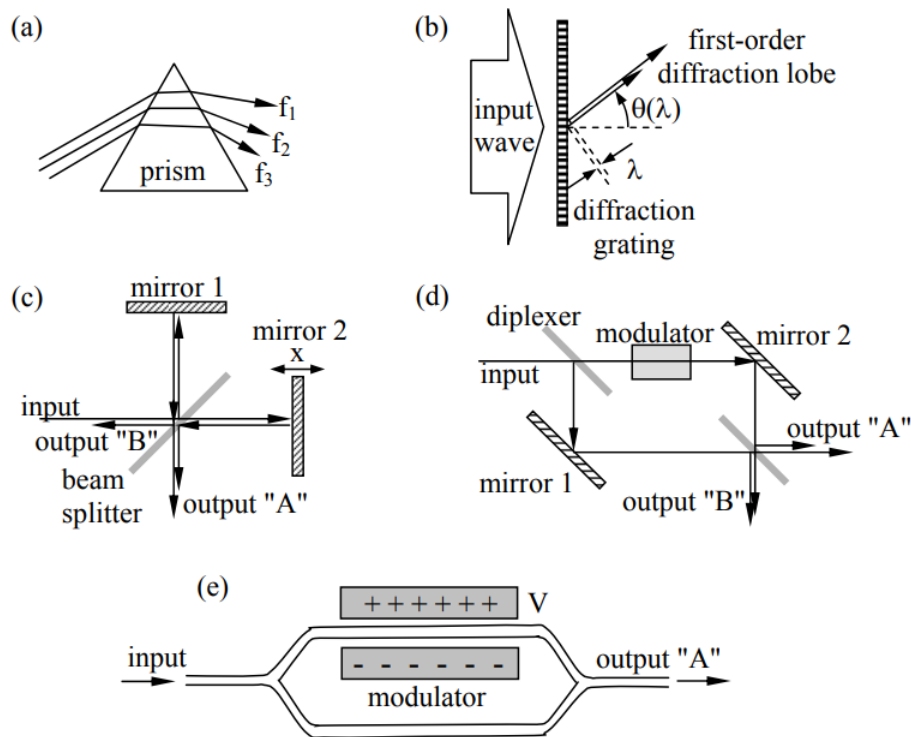 (a)
f1
f2
f3
prism
(b)
first-order
diffraction lobe
input
wave
θ(λ)
λ
diffraction
grating
(c)
mirror 1
mirror 2
x
input
output "B"
beam
splitter
output "A"
(d)
diplexer
modulator
mirror 2
input
output "A"
mirror 1
output "B"
(e)
+ + + + + +
V
- - - - - -
input
output "A"
modulator